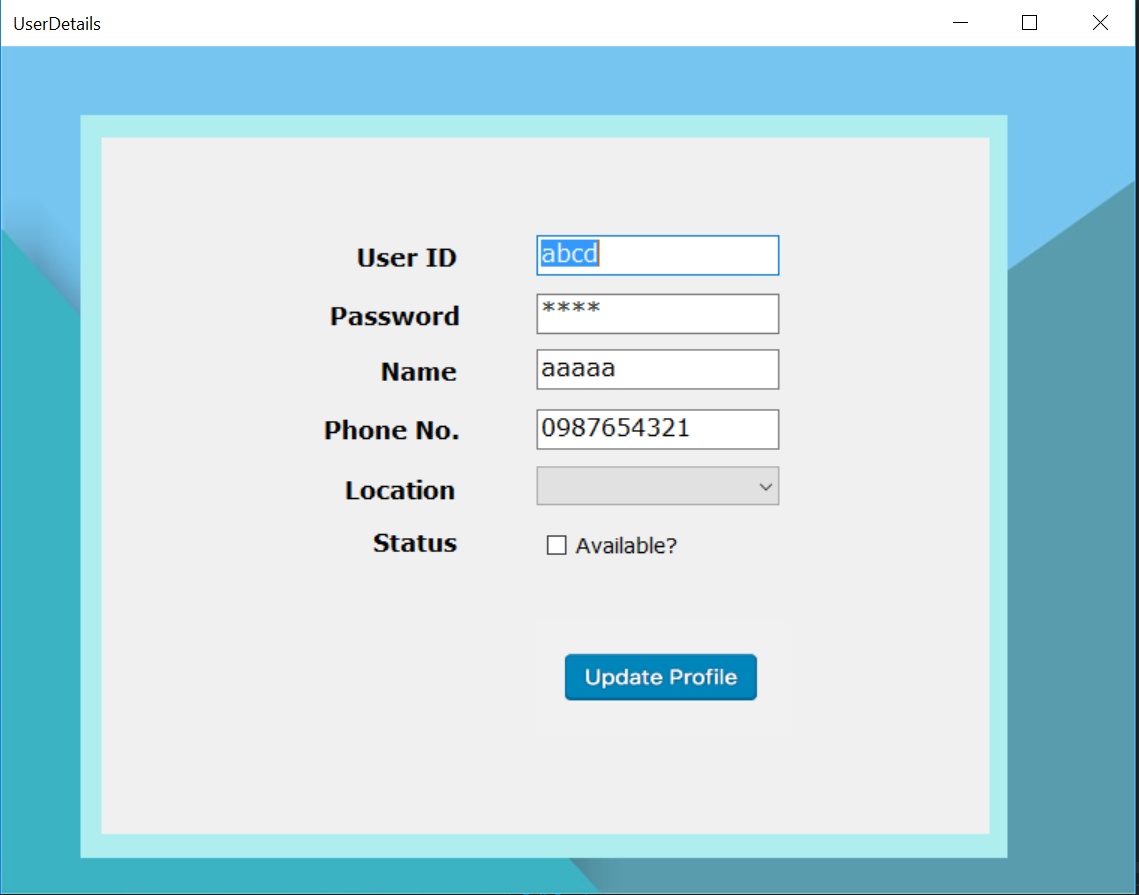 UserDetails
User ID abcd
Password ****
Name aaaaa
Phone No. 0987654321
Location
Status Available?
Update Profile